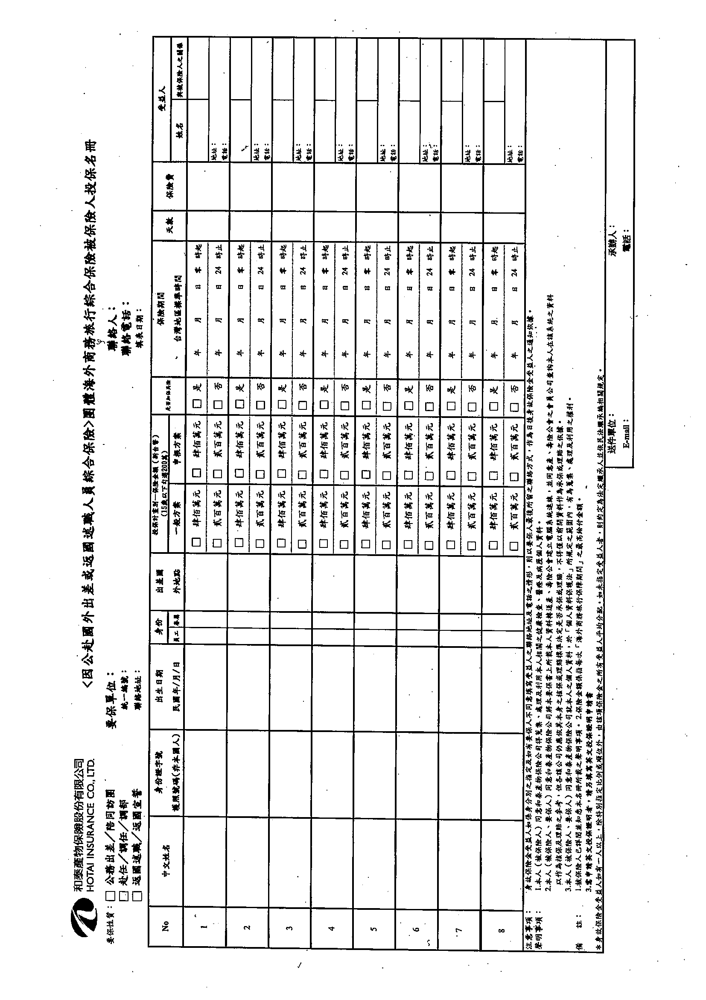 和泰產物保險股份有限公司
HOTAI INSURANCE CO., LTD.
<因公赴國外出差或返國述職人員綜合保險>團體海外商務旅行綜合保險被保險人投保名冊
要保性質：□ 公務出差／陪同訪團
□ 赴任／調任／調部
□ 返國述職／返國宣誓
要保單位：
統一編號：
聯絡地址：
聯絡人：
聯絡電話：
填表日期：
No 中文姓名 身份證字號 護照號碼(非本國人) 出生日期 民國年/月/日 身份 員工 眷屬 出差國外地點 投保計畫別—保險金額（新台幣） (15歲以下勾選200萬) 一般方案 申根方案 保險期間 台灣地區標準時間 天數 保險費 受益人 姓名 與被保險人之關係
1 □ 肆佰萬元 □ 肆佰萬元 □ 是 年 月 日 零 時起
□ 貳百萬元 □ 貳百萬元 □ 否 年 月 日 24 時止 地址： 電話：
2 □ 肆佰萬元 □ 肆佰萬元 □ 是 年 月 日 零 時起
□ 貳百萬元 □ 貳百萬元 □ 否 年 月 日 24 時止 地址： 電話：
3 □ 肆佰萬元 □ 肆佰萬元 □ 是 年 月 日 零 時起
□ 貳百萬元 □ 貳百萬元 □ 否 年 月 日 24 時止 地址： 電話：
4 □ 肆佰萬元 □ 肆佰萬元 □ 是 年 月 日 零 時起
□ 貳百萬元 □ 貳百萬元 □ 否 年 月 日 24 時止 地址： 電話：
5 □ 肆佰萬元 □ 肆佰萬元 □ 是 年 月 日 零 時起
□ 貳百萬元 □ 貳百萬元 □ 否 年 月 日 24 時止 地址： 電話：
6 □ 肆佰萬元 □ 肆佰萬元 □ 是 年 月 日 零 時起
□ 貳百萬元 □ 貳百萬元 □ 否 年 月 日 24 時止 地址： 電話：
7 □ 肆佰萬元 □ 肆佰萬元 □ 是 年 月 日 零 時起
□ 貳百萬元 □ 貳百萬元 □ 否 年 月 日 24 時止 地址： 電話：
8 □ 肆佰萬元 □ 肆佰萬元 □ 是 年 月 日 零 時起
□ 貳百萬元 □ 貳百萬元 □ 否 年 月 日 24 時止 地址： 電話：
注意事項：身故保險金受益人如係身分別之指定及如有要保人不同意填寫受益人之聯絡地址及電話之情形，則以要保人最後所留之聯絡方式，作為日後身故保險金受益人之通知依據。
聲明事項：1.本人（被保險人）同意和泰產物保險公司得蒐集、處理及利用本人相關之健康檢查、醫療及病歷個人資料。
2.本人（被保險人、要保人）同意和泰產物保險公司將本要保書上所載本人資料轉送產、壽險公會建立電腦系統連線，並同意產、壽險公會之會員公司查詢本人在該系統之資料
以作為核保及理賠之參考，但各該公司仍應依其本身之核保或理賠標準決定是否承保或理賠，不得僅以前開資料作為承保或理賠之依據。
3.本人（被保險人、要保人）同意和泰產物保險公司就本人之個人資料，於「個人資料保護法」所規定之範圍內，有為蒐集、處理及利用之權利。
備 註：1.被保險人已詳閱並知悉本名冊所載之聲明事項。2.保險金額係指每次「海外商務旅行保障期間」之最高給付金額。
3.需申請英文投保證明者，請另填寫英文投保證明申請書
＊身故保險金受益人如有一人以上，除特別指定比例或順位外，由該項保險金之所有受益人平均分配。如未指定受益人者，則約定為法定繼承人並依民法繼承編相關規定。
送件單位： 承辦人：
E-mail： 電話：